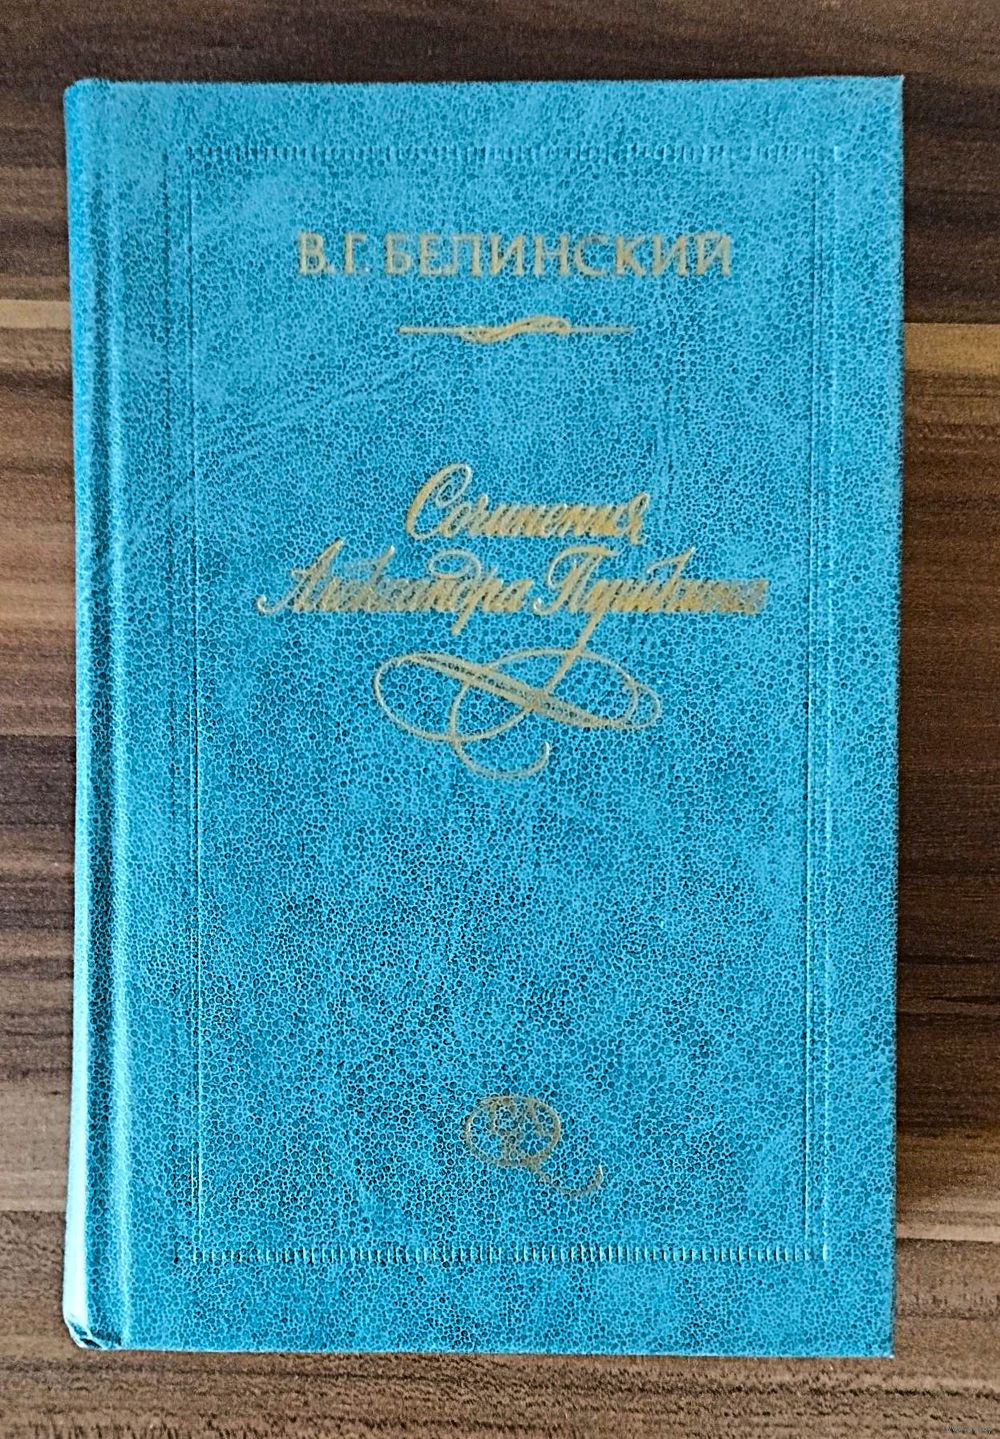 В.Г. БЕЛИНСКИЙ
Сочинения
Александра Пушкина